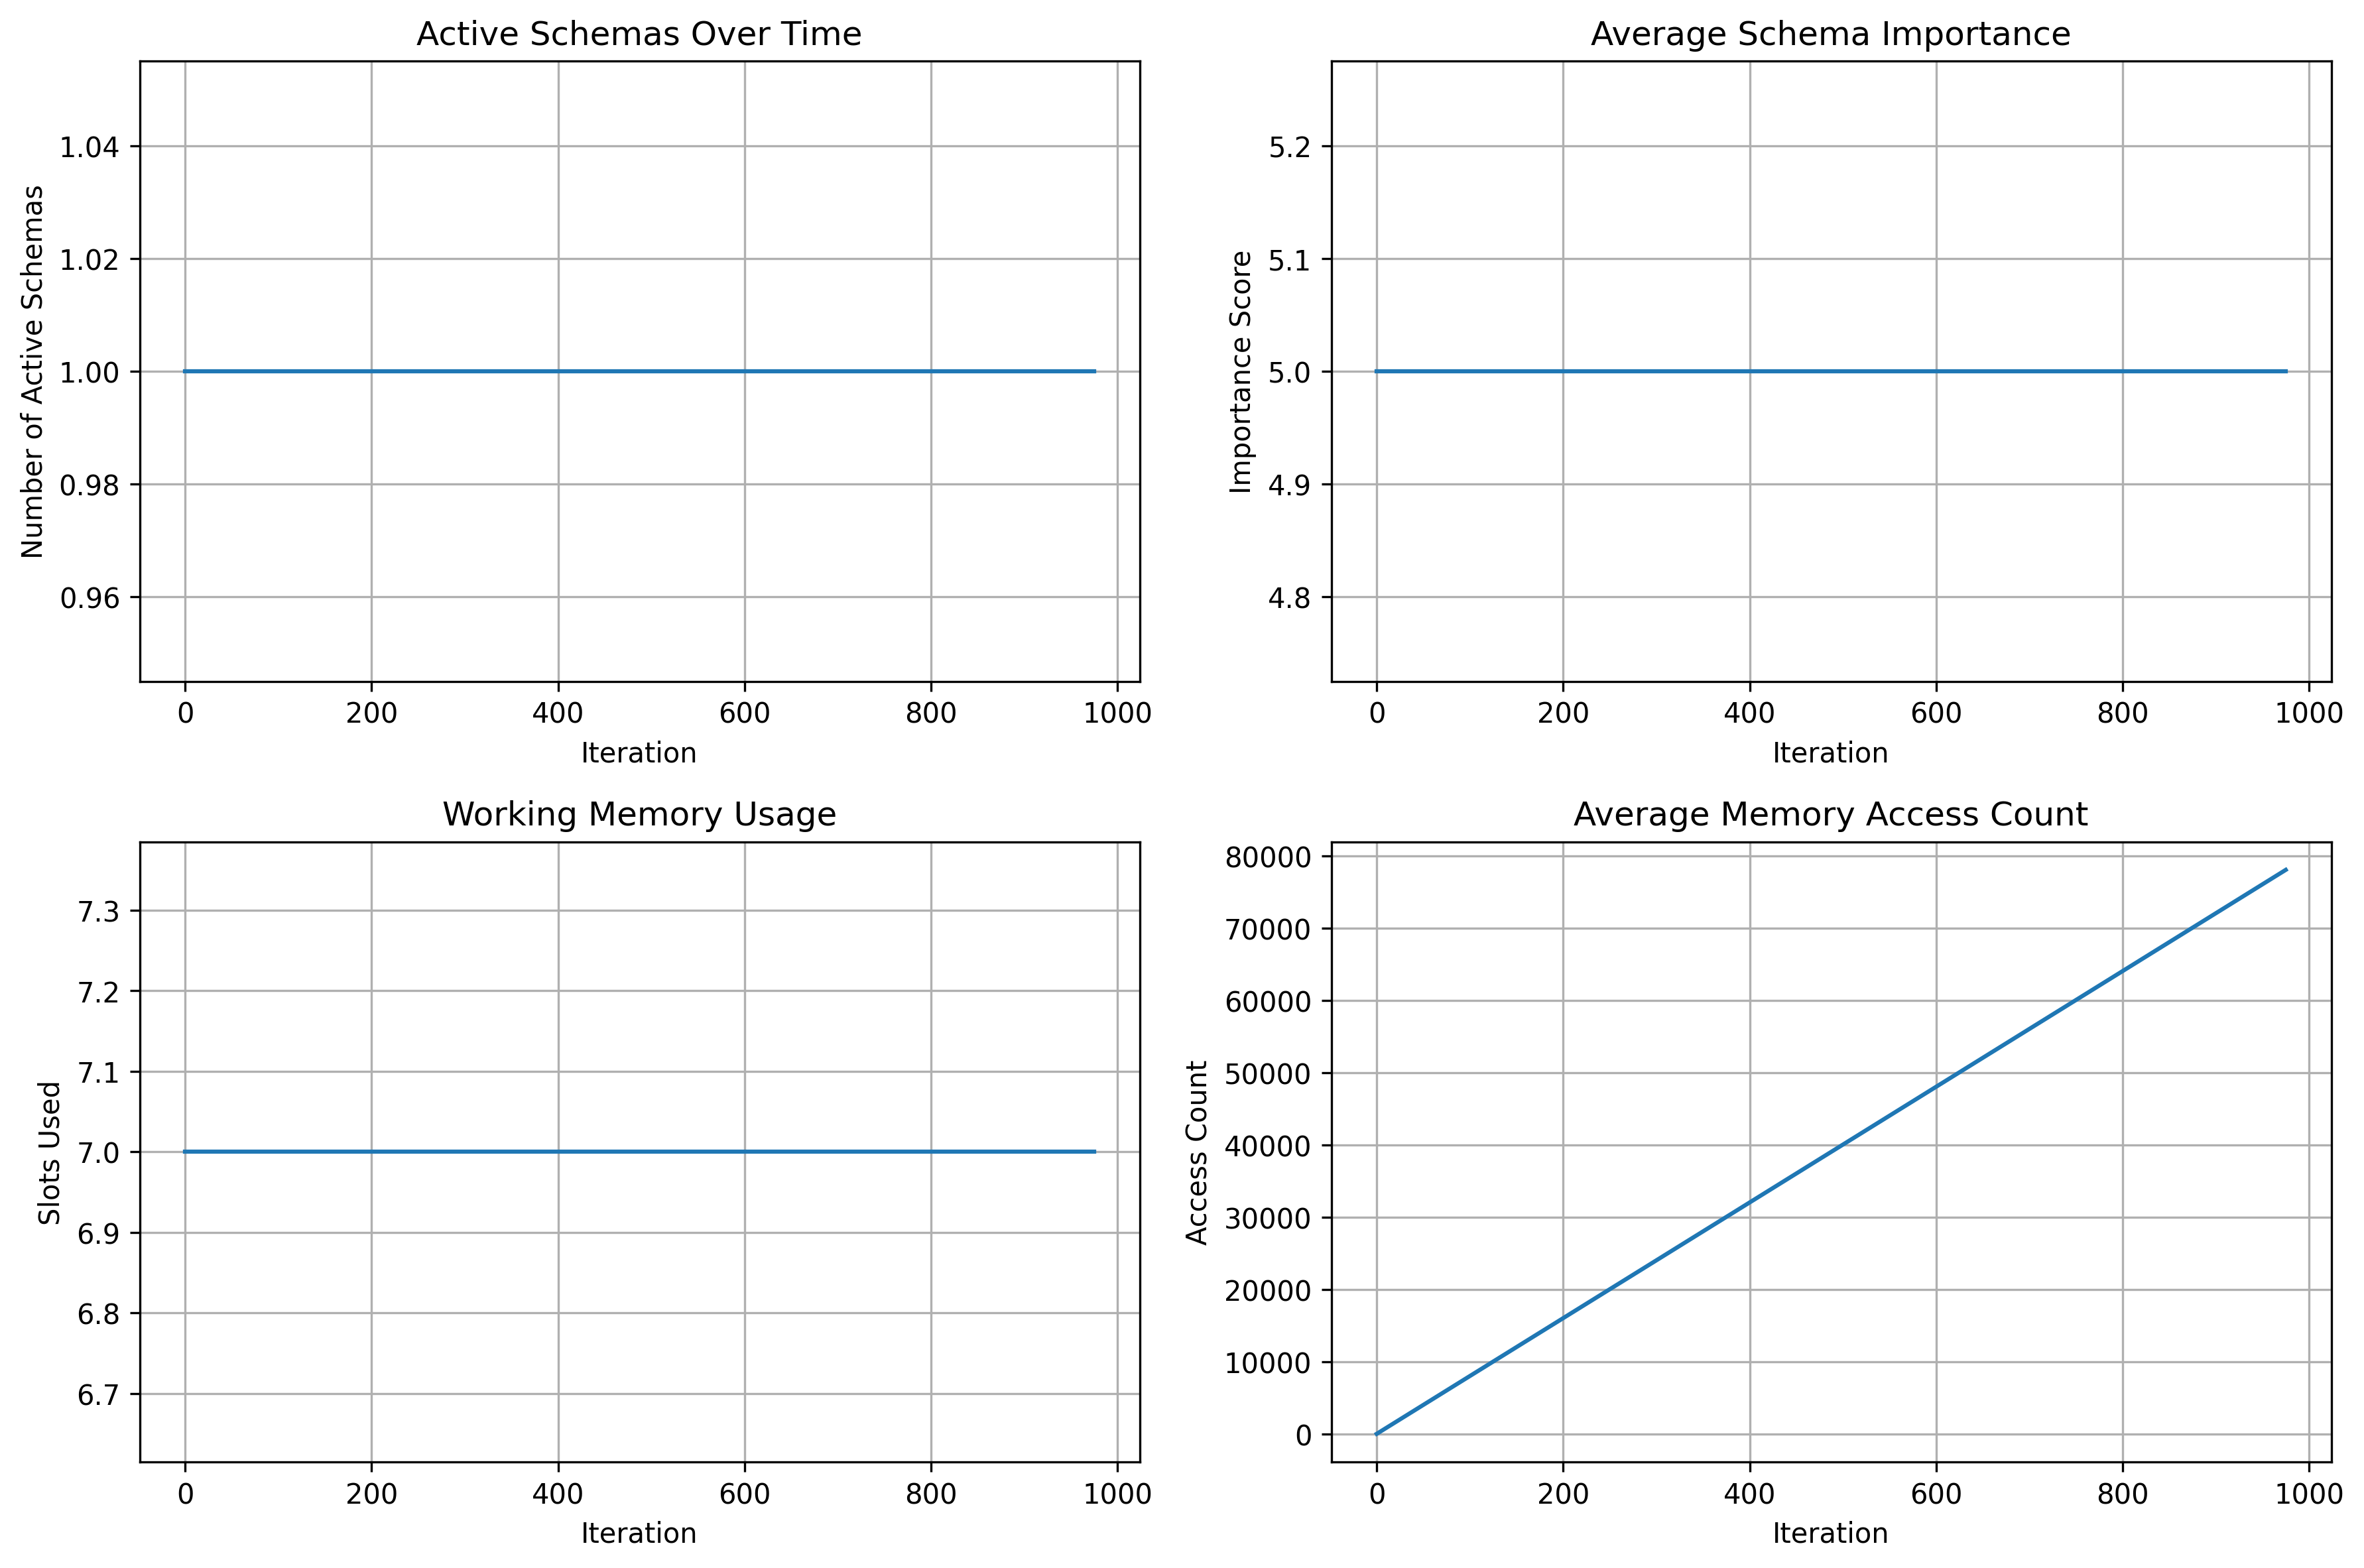 Active Schemas Over Time
Number of Active Schemas
1.04
1.02
1.00
0.98
0.96
0 200 400 600 800 1000
Iteration
Average Schema Importance
Importance Score
5.2
5.1
5.0
4.9
4.8
0 200 400 600 800 1000
Iteration
Working Memory Usage
Slots Used
7.3
7.2
7.1
7.0
6.9
6.8
6.7
0 200 400 600 800 1000
Iteration
Average Memory Access Count
Access Count
80000
70000
60000
50000
40000
30000
20000
10000
0
0 200 400 600 800 1000
Iteration